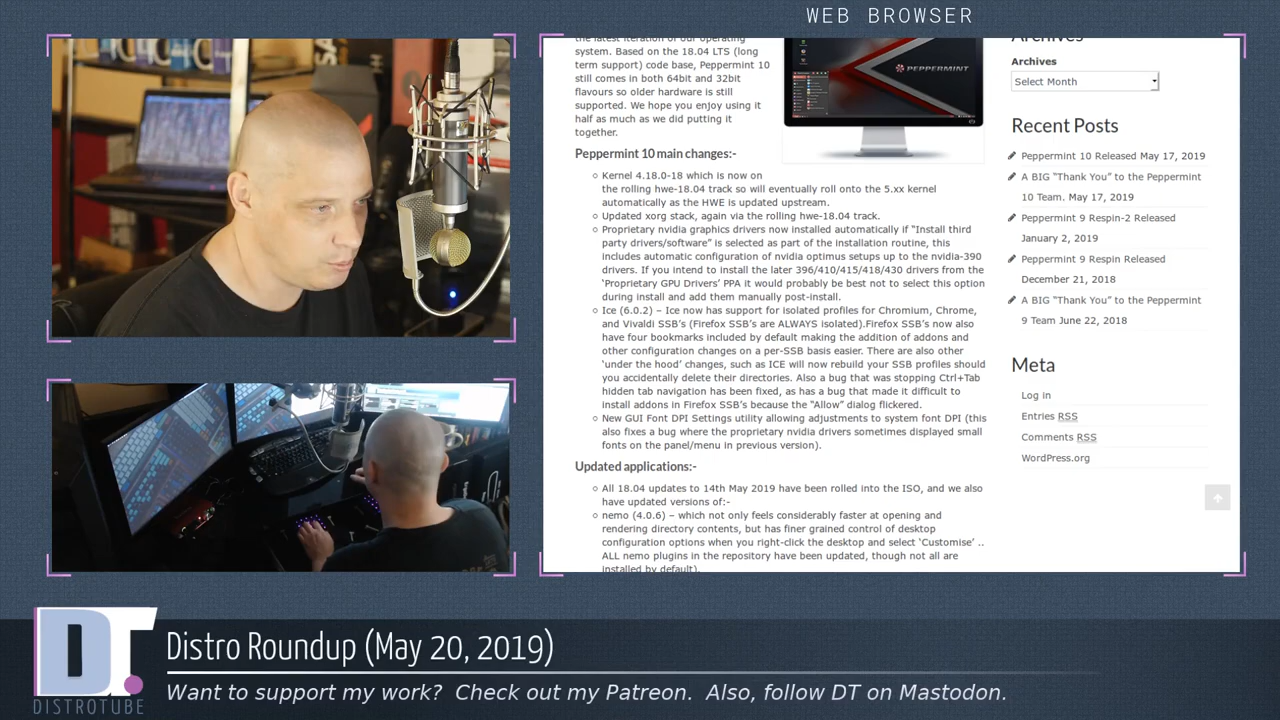 WEB BROWSER
the latest iteration of our operating
system. Based on the 18.04 LTS (long
term support) code base, Peppermint 10
still comes in both 64bit and 32bit
flavours so older hardware is still
supported. We hope you enjoy using it
half as much as we did putting it
together.
PEPPERMINT
Peppermint 10 main changes:-
Kernel 4.18.0-18 which is now on
the rolling hwe-18.04 track so will eventually roll onto the 5.xx kernel
automatically as the HWE is updated upstream.
Updated xorg stack, again via the rolling hwe-18.04 track.
Proprietary nvidia graphics drivers now installed automatically if “Install third
party drivers/software” is selected as part of the installation routine, this
includes automatic configuration of nvidia optimus setups up to the nvidia-390
drivers. If you intend to install the later 396/410/415/418/430 drivers from the
‘Proprietary GPU Drivers’ PPA it would probably be best not to select this option
during install and add them manually post-install.
Ice (6.0.2) – Ice now has support for isolated profiles for Chromium, Chrome,
and Vivaldi SSB’s (Firefox SSB’s are ALWAYS isolated).Firefox SSB’s now also
have four bookmarks included by default making the addition of addons and
other configuration changes on a per-SSB basis easier. There are also other
‘under the hood’ changes, such as ICE will now rebuild your SSB profiles should
you accidentally delete their directories. Also a bug that was stopping Ctrl+Tab
hidden tab navigation has been fixed, as has a bug that made it difficult to
install addons in Firefox SSB’s because the “Allow” dialog flickered.
New GUI Font DPI Settings utility allowing adjustments to system font DPI (this
also fixes a bug where the proprietary nvidia drivers sometimes displayed small
fonts on the panel/menu in previous version).
Updated applications:-
All 18.04 updates to 14th May 2019 have been rolled into the ISO, and we also
have updated versions of:-
nemo (4.0.6) – which not only feels considerably faster at opening and
rendering directory contents, but has finer grained control of desktop
configuration options when you right-click the desktop and select ‘Customise’ ..
ALL nemo plugins in the repository have been updated, though not all are
installed by default).
Archives
Archives
Select Month
Recent Posts
Peppermint 10 Released May 17, 2019
A BIG “Thank You” to the Peppermint
10 Team. May 17, 2019
Peppermint 9 Respin-2 Released
January 2, 2019
Peppermint 9 Respin Released
December 21, 2018
A BIG “Thank You” to the Peppermint
9 Team June 22, 2018
Meta
Log in
Entries RSS
Comments RSS
WordPress.org
DT
DISTROTUBE
Distro Roundup (May 20, 2019)
Want to support my work? Check out my Patreon. Also, follow DT on Mastodon.